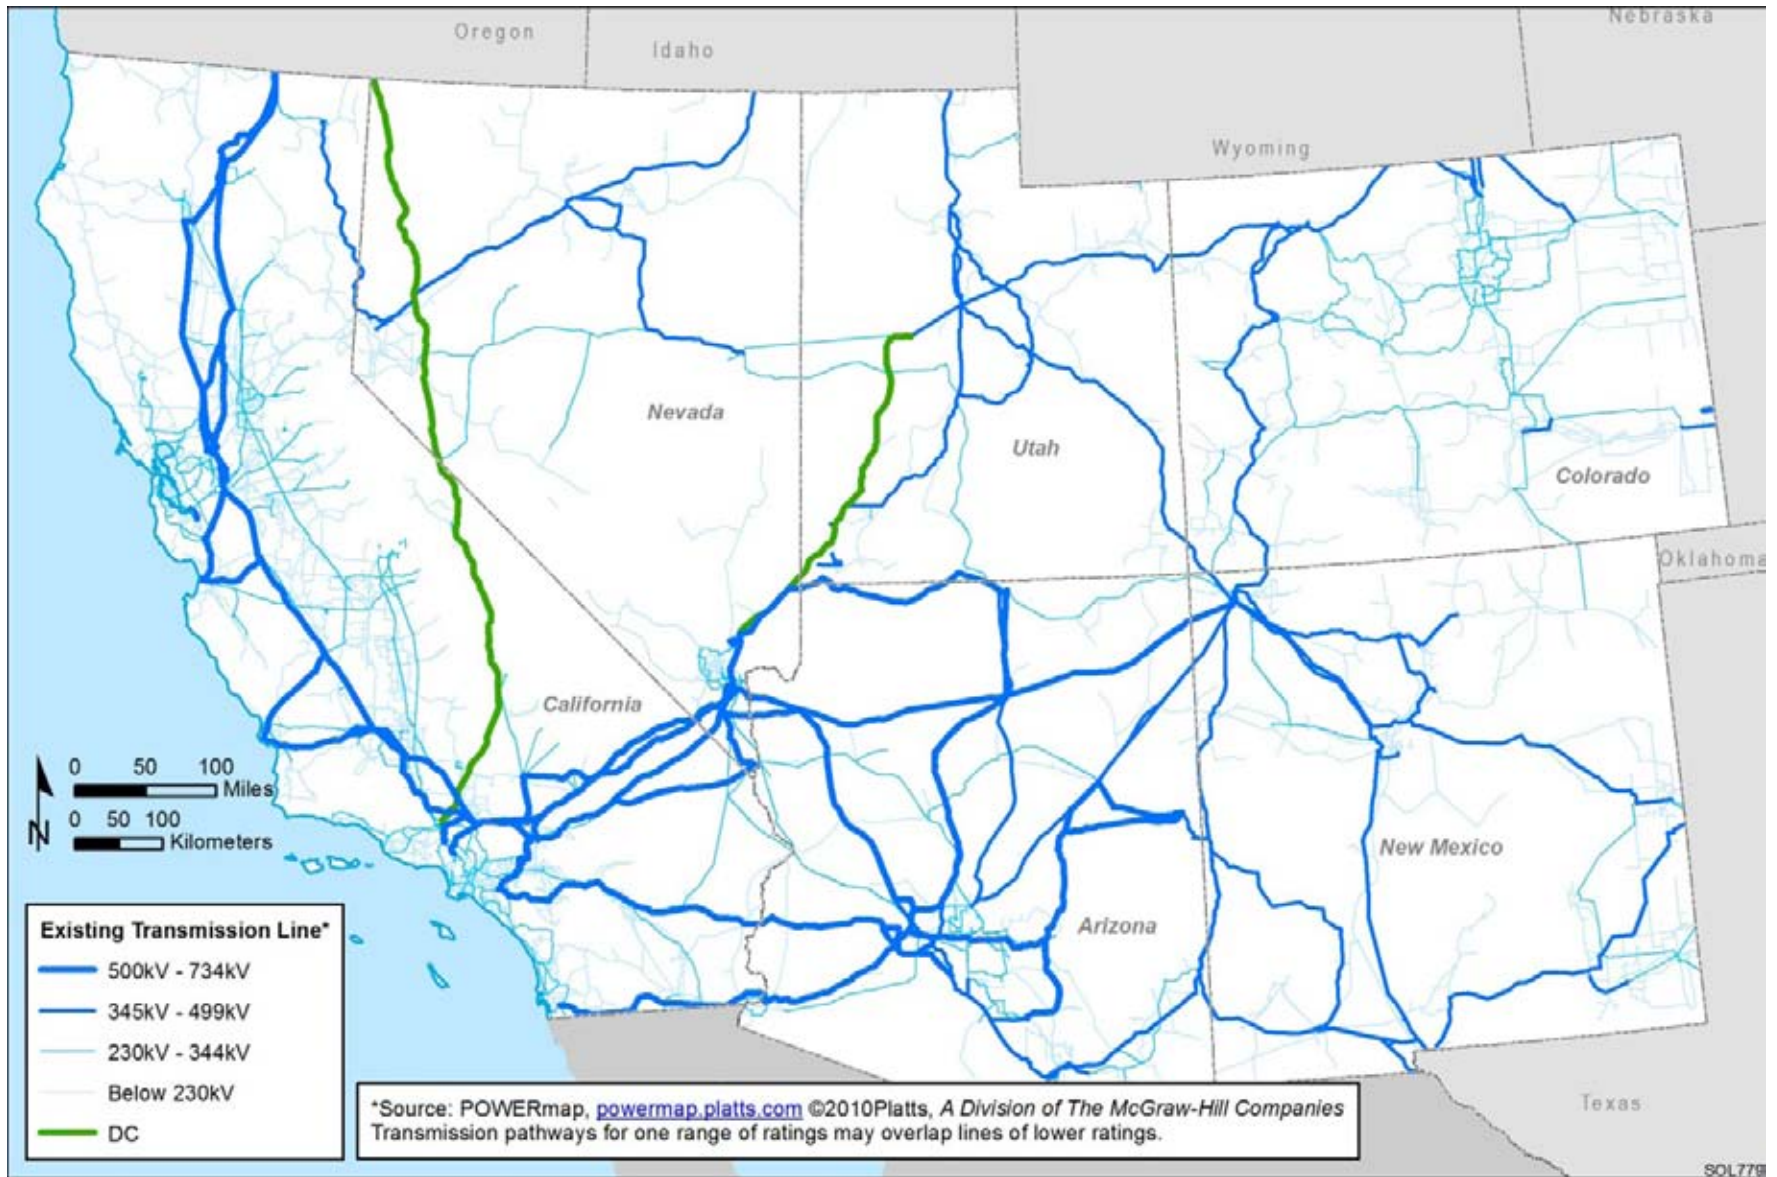 Oregon
Idaho
Nebraska
Wyoming
Nevada
Utah
Colorado
Oklahoma
California
New Mexico
Arizona
Texas
0 50 100
Miles
0 50 100
Kilometers
N
Existing Transmission Line*
500kV - 734kV
345kV - 499kV
230kV - 344kV
Below 230kV
DC
*Source: POWERmap, powermap.platts.com ©2010Platts, A Division of The McGraw-Hill Companies
Transmission pathways for one range of ratings may overlap lines of lower ratings.